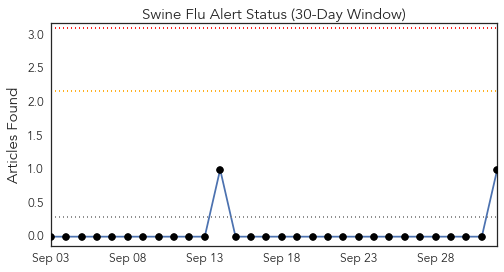 Swine Flu Alert Status (30-Day Window)
Articles Found
3.0
2.5
2.0
1.5
1.0
0.5
0.0
Sep 03 Sep 08 Sep 13 Sep 18 Sep 23 Sep 28